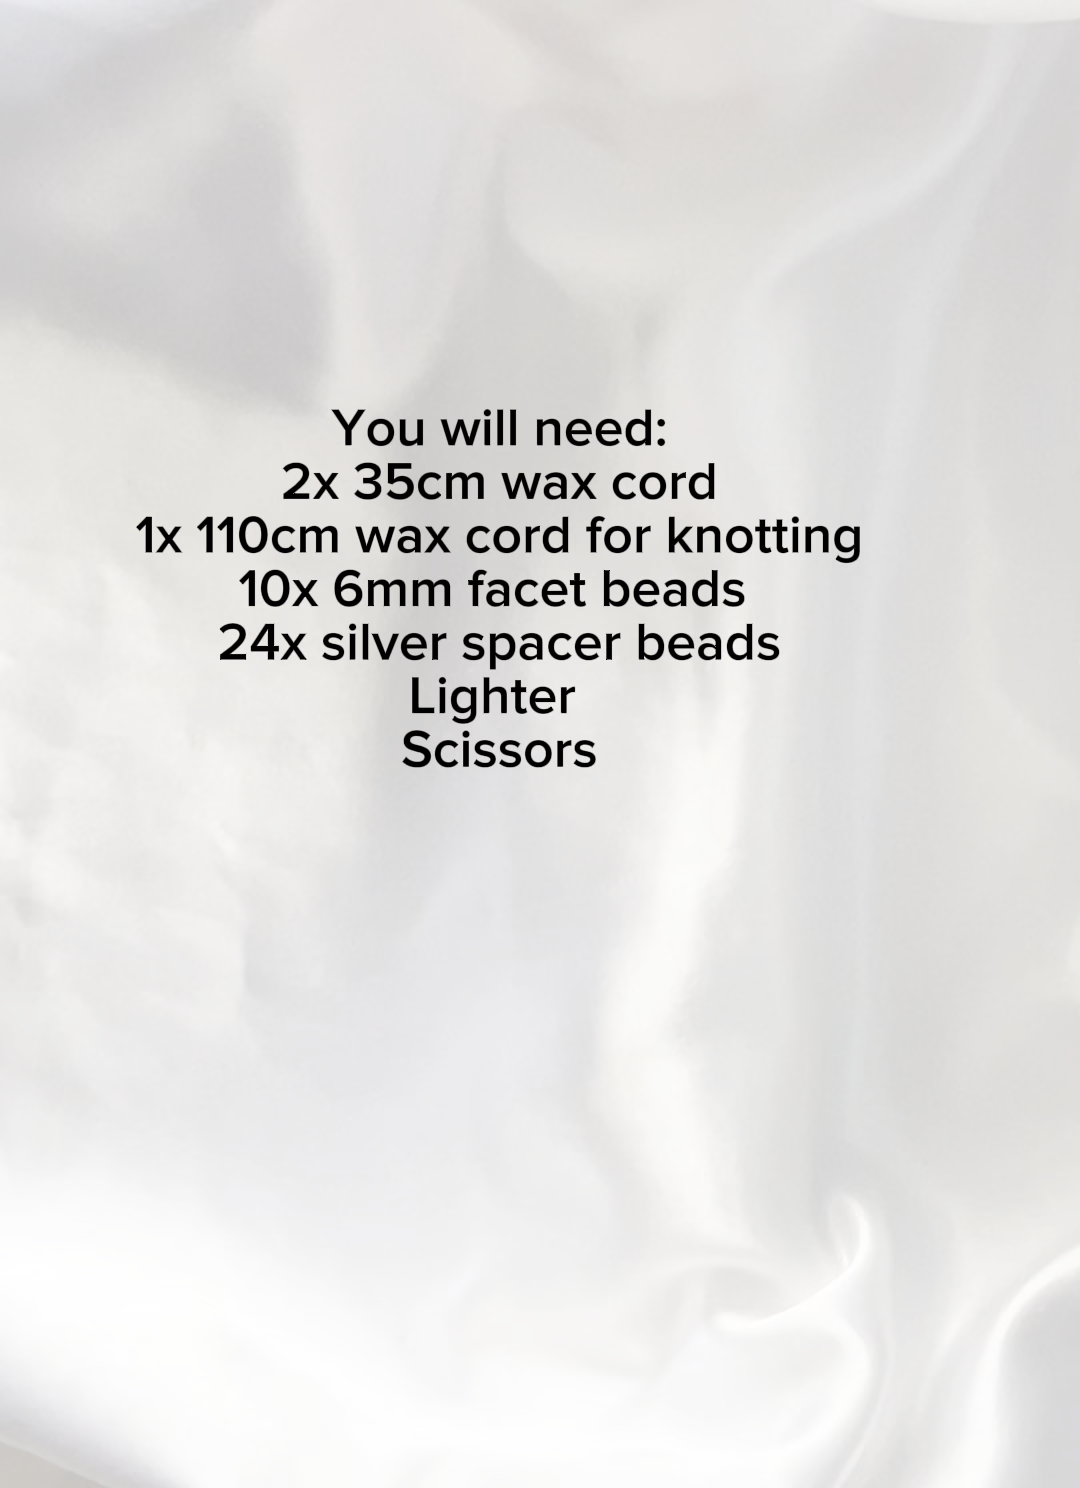 You will need:
2x 35cm wax cord
1x 110cm wax cord for knotting
10x 6mm facet beads
24x silver spacer beads
Lighter
Scissors